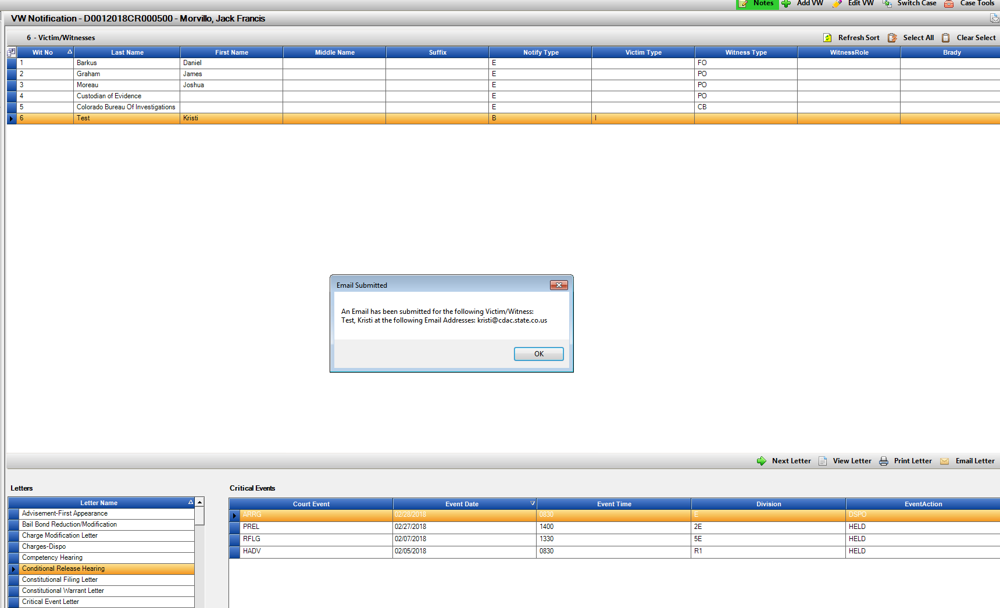 Notes Add VW Edit VW Switch Case Case Tools
VW Notification - D0012018CR000500 - Morvillo, Jack Francis
6 - Victim/Witnesses Refresh Sort Select All Clear Select
Wit No Last Name First Name Middle Name Suffix Notify Type Victim Type Witness Type WitnessRole Brady
1 Barkus Daniel E FO
2 Graham James E PO
3 Moreau Joshua E PO
4 Custodian of Evidence E PO
5 Colorado Bureau Of Investigations E CB
6 Test Kristi B I
Email Submitted
An Email has been submitted for the following Victim/Witness:
Test, Kristi at the following Email Addresses: kristi@cdac.state.co.us
OK
Next Letter View Letter Print Letter Email Letter
Letters
Letter Name
Advisement-First Appearance
Bail Bond Reduction/Modification
Charge Modification Letter
Charges-Dispo
Competency Hearing
Conditional Release Hearing
Constitutional Filing Letter
Constitutional Warrant Letter
Critical Event Letter
Critical Events
Court Event Event Date Event Time Division EventAction
ARRG 02/28/2018 0830 E DSPO
PREL 02/27/2018 1400 2E HELD
RFLG 02/07/2018 1330 5E HELD
HADV 02/05/2018 0830 R1 HELD